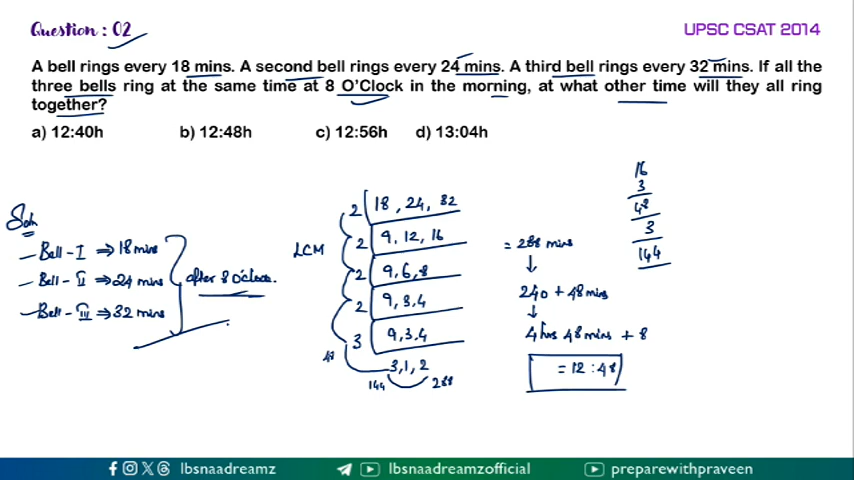 Question : 02
UPSC CSAT 2014
A bell rings every 18 mins. A second bell rings every 24 mins. A third bell rings every 32 mins. If all the
three bells ring at the same time at 8 O'Clock in the morning, at what other time will they all ring
together?
a) 12:40h b) 12:48h c) 12:56h d) 13:04h
Soln
Bell - I ⇒ 18 mins
Bell - II ⇒ 24 mins
Bell - III ⇒ 32 mins
after 8 o'clock.
LCM
2 18, 24, 32
2 9, 12, 16
2 9, 6, 8
2 9, 3, 4
3 9, 3, 4
3, 1, 2
48
144
288
= 288 mins
↓
240 + 48 mins
↓
4 hrs 48 mins + 8
= 12 : 48
16
3
48
3
144
lbsnaadreamz lbsnaadreamzofficial preparewithpraveen